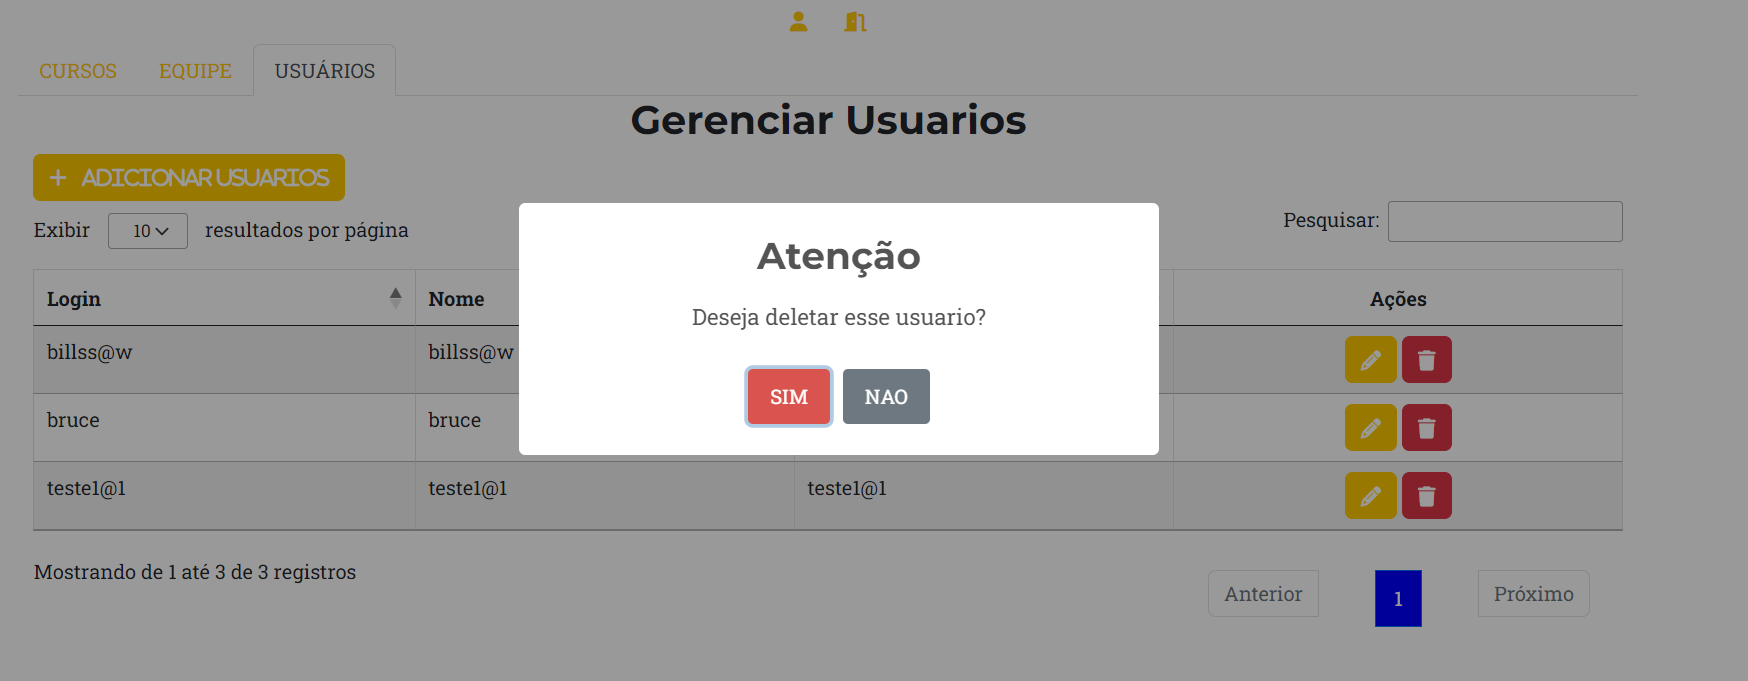 CURSOS EQUIPE USUÁRIOS
Gerenciar Usuarios
+ ADICIONAR USUARIOS
Exibir 10 resultados por página
Pesquisar:
Login Nome Ações
billss@w billss@w
bruce bruce
teste1@1 teste1@1 teste1@1
Atenção
Deseja deletar esse usuario?
SIM NAO
Mostrando de 1 até 3 de 3 registros
Anterior 1 Próximo